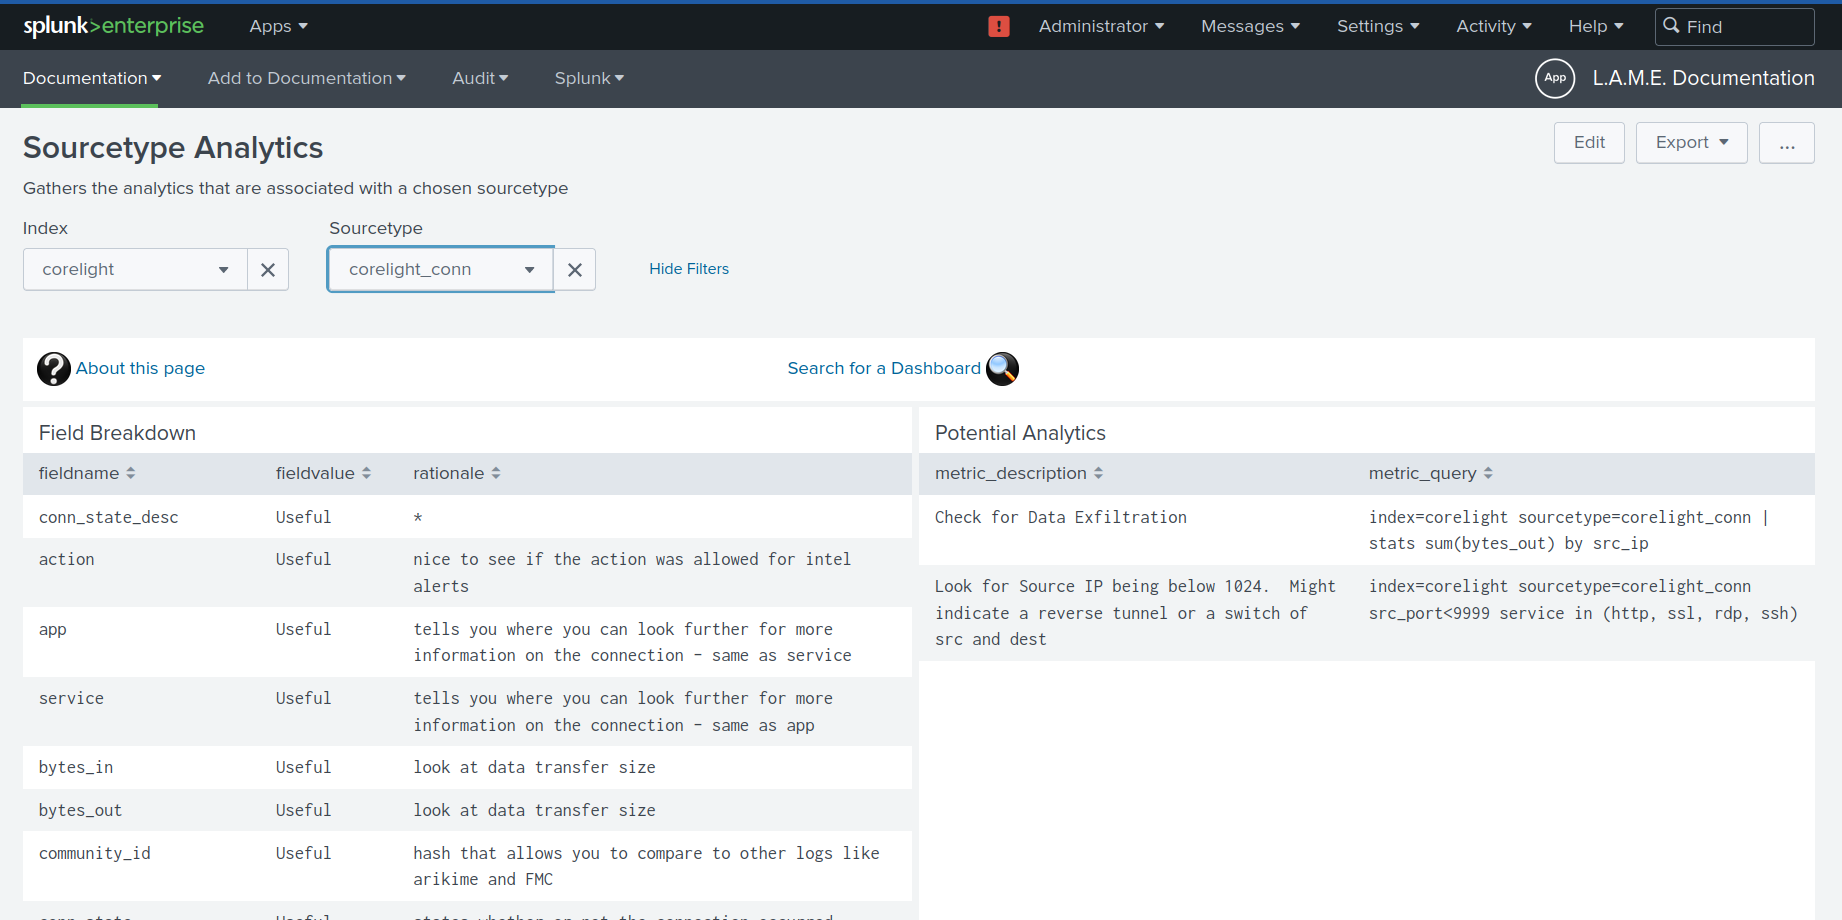 splunk>enterprise Apps Administrator Messages Settings Activity Help Find
Documentation Add to Documentation Audit Splunk App L.A.M.E. Documentation
Sourcetype Analytics
Edit Export ...
Gathers the analytics that are associated with a chosen sourcetype
Index Sourcetype
corelight corelight_conn Hide Filters
About this page Search for a Dashboard
Field Breakdown
fieldname fieldvalue rationale
conn_state_desc Useful *
action Useful nice to see if the action was allowed for intel
alerts
app Useful tells you where you can look further for more
information on the connection - same as service
service Useful tells you where you can look further for more
information on the connection - same as app
bytes_in Useful look at data transfer size
bytes_out Useful look at data transfer size
community_id Useful hash that allows you to compare to other logs like
arikime and FMC
conn_state Useful states whether or not the connection occurred
Potential Analytics
metric_description metric_query
Check for Data Exfiltration index=corelight sourcetype=corelight_conn |
stats sum(bytes_out) by src_ip
Look for Source IP being below 1024.  Might index=corelight sourcetype=corelight_conn
indicate a reverse tunnel or a switch of src_port<9999 service in (http, ssl, rdp, ssh)
src and dest